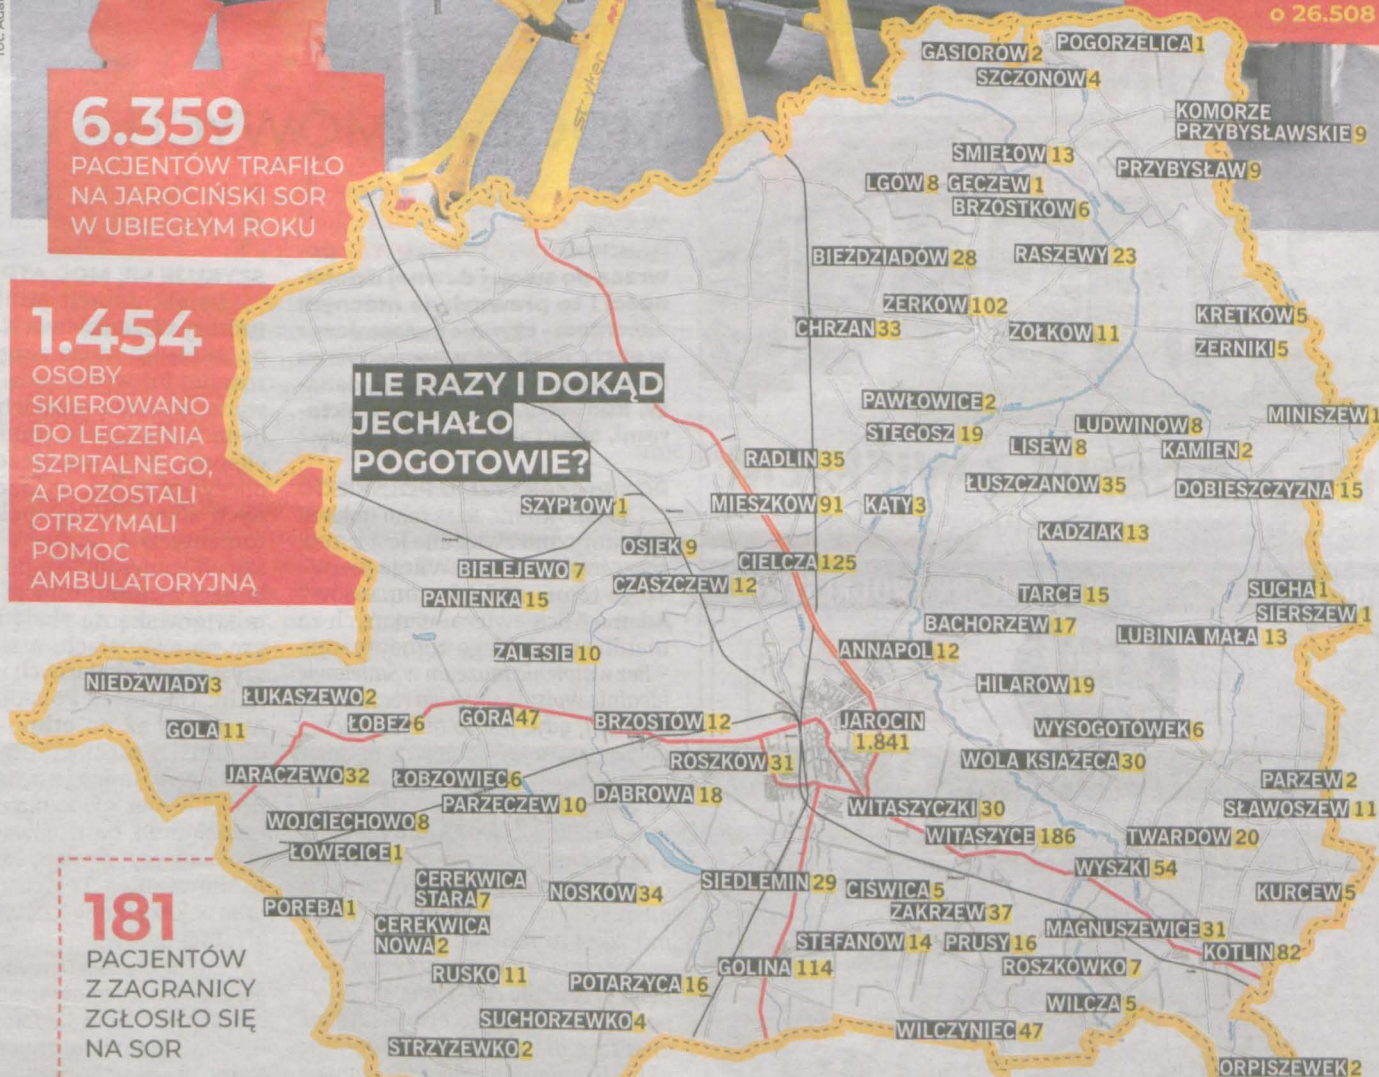 o 26.508
stryker
6.359
PACJENTÓW TRAFIŁO
NA JAROCIŃSKI SOR
W UBIEGŁYM ROKU
1.454
OSOBY
SKIEROWANO
DO LECZENIA
SZPITALNEGO,
A POZOSTALI
OTRZYMALI
POMOC
AMBULATORYJNĄ
ILE RAZY I DOKĄD
JECHAŁO
POGOTOWIE?
GĄSIORÓW 2
POGORZELICA 1
SZCZONÓW 4
KOMORZE
PRZYBYSŁAWSKIE 9
ŚMIEŁÓW 13
PRZYBYSŁAW 9
LGÓW 8
GĘCZEW 1
BRZÓSTKÓW 6
BIEŹDZIADÓW 28
RASZEWY 23
ŻERKÓW 102
CHRZAN 33
ŻÓŁKÓW 11
KRETKÓW 5
ŻERNIKI 5
PAWŁOWICE 2
STĘGOSZ 19
LUDWINÓW 8
MINISZEW 1
LISEW 8
KAMIEŃ 2
RADLIN 35
ŁUSZCZANÓW 35
DOBIESZCZYZNA 15
SZYPŁÓW 1
MIESZKÓW 91
KĄTY 3
KADZIAK 13
OSIEK 9
CIELCZA 125
BIELEJEWO 7
CZĄSZCZEW 12
PANIENKA 15
TARCE 15
SUCHA 1
SIERSZEW 1
BACHORZEW 17
LUBINIA MAŁA 13
ZALESIE 10
ANNAPOL 12
NIEDŹWIADY 3
ŁUKASZEWO 2
HILARÓW 19
GOLA 11
ŁOBEZ 6
GÓRA 47
BRZOSTÓW 12
JAROCIN
1.841
WYSOGOTÓWEK 6
ROSZKÓW 31
WOLA KSIĄŻĘCA 30
JARACZEWO 32
ŁOBZOWIEC 6
PARZEW 2
PARZĘCZEW 10
DĄBROWA 18
WITASZYCZKI 30
SŁAWOSZEW 11
WOJCIECHOWO 8
WITASZYCE 186
TWARDÓW 20
ŁOWĘCICE 1
WYSZKI 54
CEREKWICA
STARA 7
NOSKÓW 34
SIEDLEMIN 29
CIŚWICA 5
KURCEW 5
PORĘBA 1
ZAKRZEW 37
CEREKWICA
NOWA 2
MAGNUSZEWICE 31
STEFANÓW 14
PRUSY 16
KOTLIN 82
RUSKO 11
POTARZYCA 16
GOLINA 114
ROSZKÓWKO 7
WILCZA 5
SUCHORZEWKO 4
WILCZYNIEC 47
STRZYŻEWKO 2
ORPISZEWEK 2
181
PACJENTÓW
Z ZAGRANICY
ZGŁOSIŁO SIĘ
NA SOR